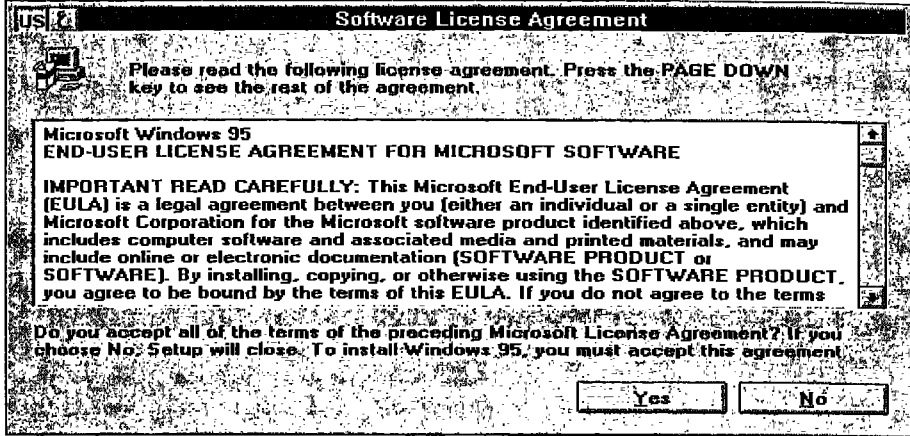 US
Software License Agreement
Please read the following license agreement. Press the PAGE DOWN
key to see the rest of the agreement.
Microsoft Windows 95
END-USER LICENSE AGREEMENT FOR MICROSOFT SOFTWARE
IMPORTANT READ CAREFULLY: This Microsoft End-User License Agreement
(EULA) is a legal agreement between you (either an individual or a single entity) and
Microsoft Corporation for the Microsoft software product identified above, which
includes computer software and associated media and printed materials, and may
include online or electronic documentation (SOFTWARE PRODUCT or
SOFTWARE). By installing, copying, or otherwise using the SOFTWARE PRODUCT,
you agree to be bound by the terms of this EULA. If you do not agree to the terms
Do you accept all of the terms of the preceding Microsoft License Agreement? If you
choose No, Setup will close. To install Windows 95, you must accept this agreement.
Yes
No